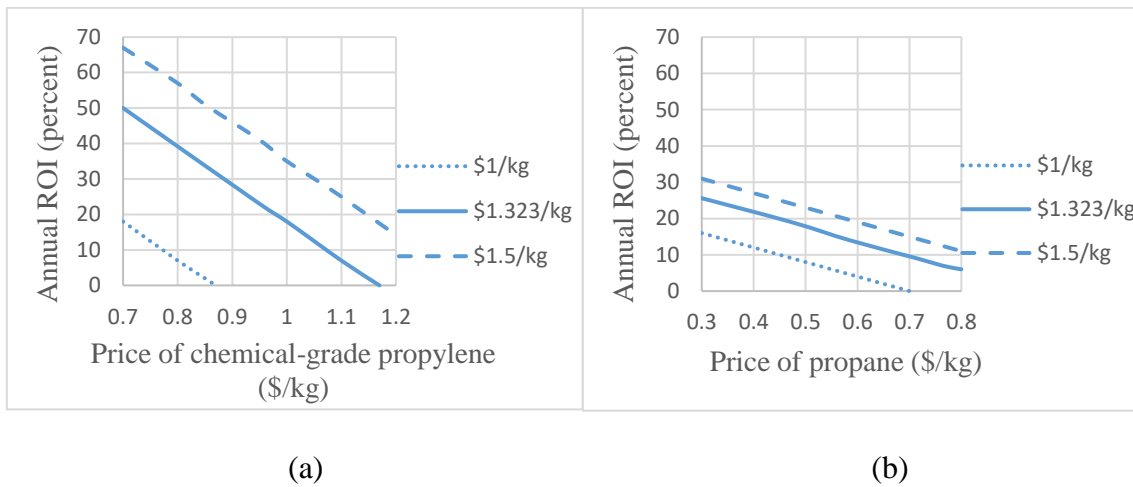 Annual ROI (percent)
70
60
50
40
30
20
10
0
0.7 0.8 0.9 1 1.1 1.2
Price of chemical-grade propylene
($/kg)
$1/kg
$1.323/kg
$1.5/kg
(a)
Annual ROI (percent)
70
60
50
40
30
20
10
0
0.3 0.4 0.5 0.6 0.7 0.8
Price of propane ($/kg)
$1/kg
$1.323/kg
$1.5/kg
(b)